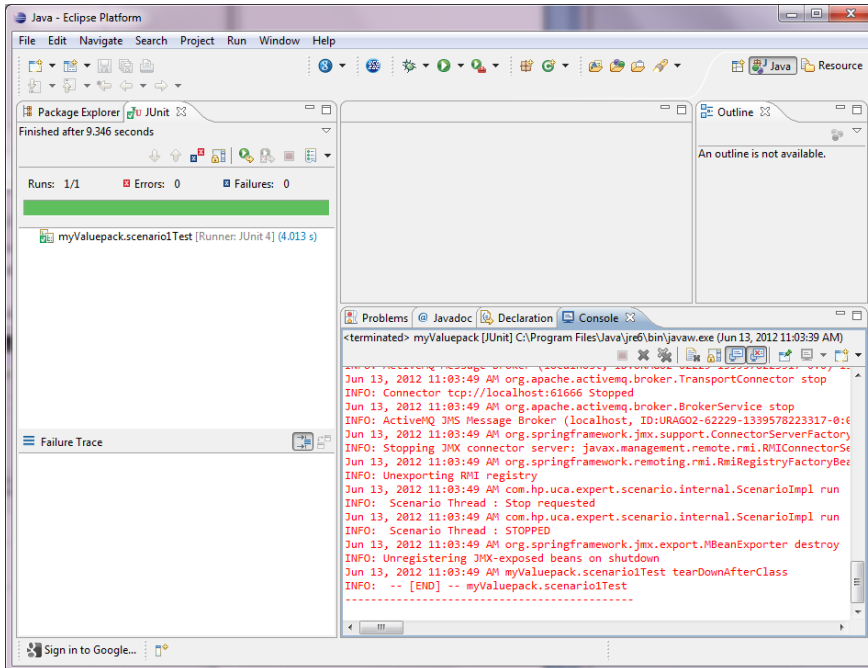 Java - Eclipse Platform
File Edit Navigate Search Project Run Window Help
Java Resource
Package Explorer JUnit
Finished after 9.346 seconds
Runs: 1/1 Errors: 0 Failures: 0
myValuepack.scenario1Test [Runner: JUnit 4] (4.013 s)
Failure Trace
Outline
An outline is not available.
Problems Javadoc Declaration Console
<terminated> myValuepack [JUnit] C:\Program Files\Java\jre6\bin\javaw.exe (Jun 13, 2012 11:03:39 AM)
Jun 13, 2012 11:03:49 AM org.apache.activemq.broker.TransportConnector stop
INFO: Connector tcp://localhost:61666 Stopped
Jun 13, 2012 11:03:49 AM org.apache.activemq.broker.BrokerService stop
INFO: ActiveMQ JMS Message Broker (localhost, ID:URAGO2-62229-1339578223317-0:0
Jun 13, 2012 11:03:49 AM org.springframework.jmx.support.ConnectorServerFactory
INFO: Stopping JMX connector server: javax.management.remote.rmi.RMIConnectorSe
Jun 13, 2012 11:03:49 AM org.springframework.remoting.rmi.RmiRegistryFactoryBea
INFO: Unexporting RMI registry
Jun 13, 2012 11:03:49 AM com.hp.uca.expert.scenario.internal.ScenarioImpl run
INFO: Scenario Thread : Stop requested
Jun 13, 2012 11:03:49 AM com.hp.uca.expert.scenario.internal.ScenarioImpl run
INFO: Scenario Thread : STOPPED
Jun 13, 2012 11:03:49 AM org.springframework.jmx.export.MBeanExporter destroy
INFO: Unregistering JMX-exposed beans on shutdown
Jun 13, 2012 11:03:49 AM myValuepack.scenario1Test tearDownAfterClass
INFO: -- [END] -- myValuepack.scenario1Test
---------------------------------------------
Sign in to Google...